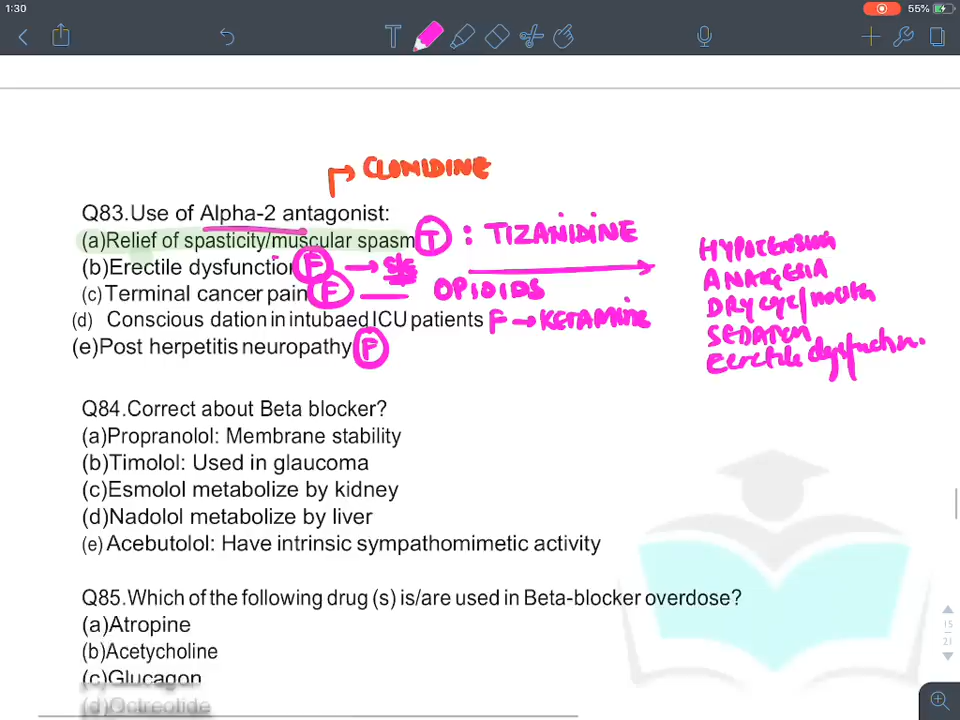 1:30
55%
T
CLONIDINE
Q83.Use of Alpha-2 antagonist:
(a)Relief of spasticity/muscular spasm T : TIZANIDINE
(b)Erectile dysfunction F → S/E
(c) Terminal cancer pain F — OPIOIDS
(d) Conscious dation in intubaed ICU patients F → KETAMINE
(e)Post herpetitis neuropathy F
HYPOTENSION
ANALGESIA
DRY eye/mouth
SEDATION
Erectile dysfunction.
Q84.Correct about Beta blocker?
(a)Propranolol: Membrane stability
(b)Timolol: Used in glaucoma
(c)Esmolol metabolize by kidney
(d)Nadolol metabolize by liver
(e) Acebutolol: Have intrinsic sympathomimetic activity
Q85.Which of the following drug (s) is/are used in Beta-blocker overdose?
(a)Atropine
(b)Acetycholine
(c)Glucagon
(d)Octreotide
15
21